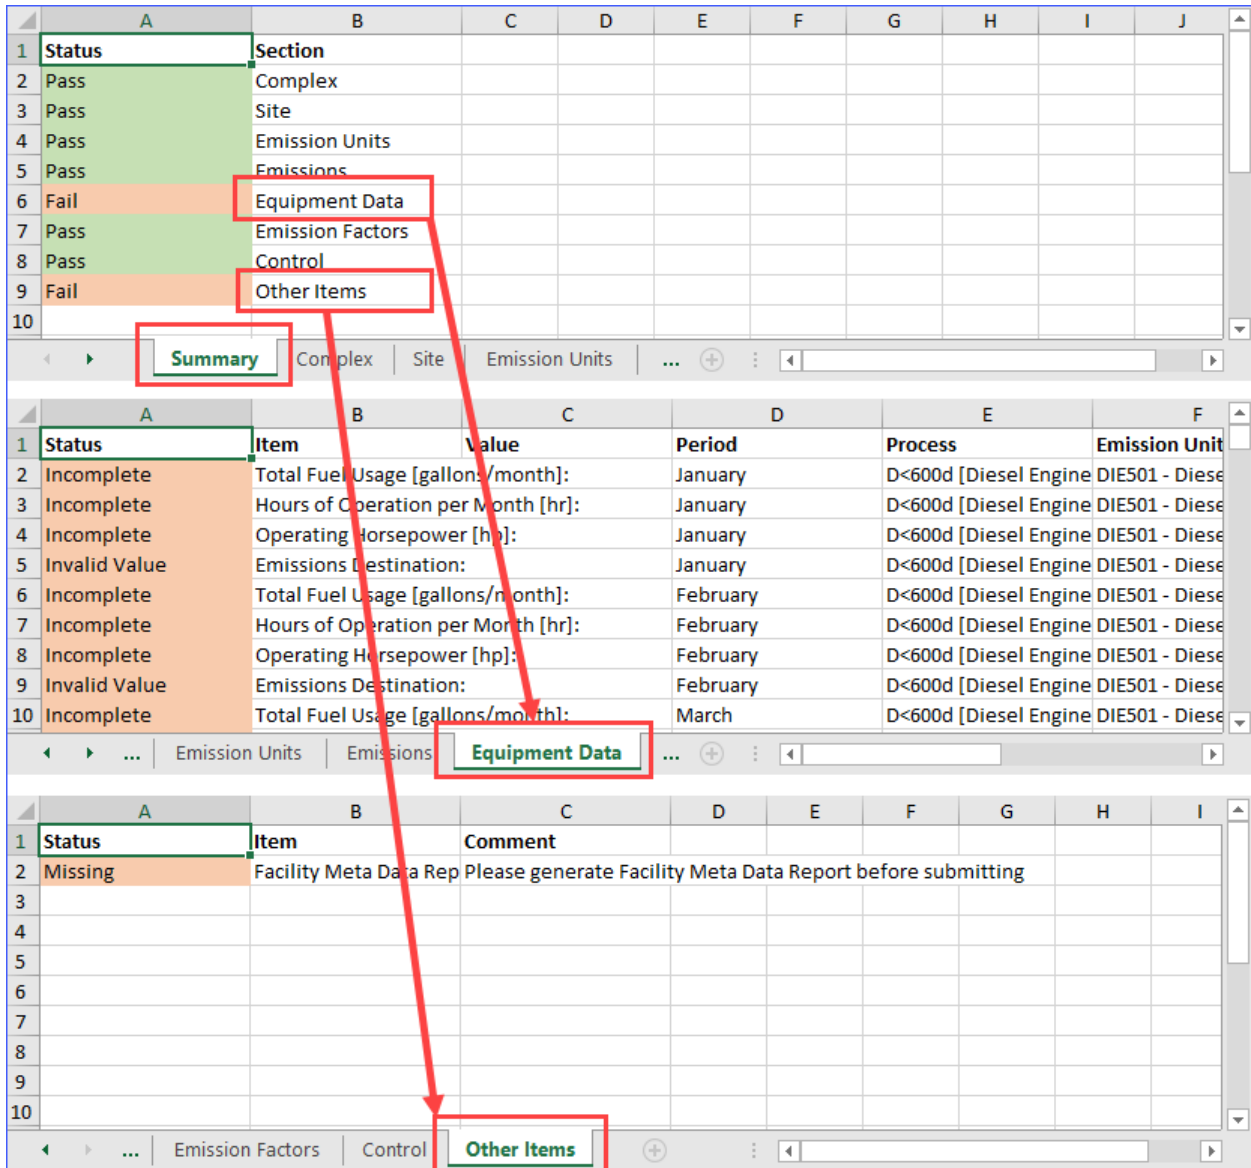 A B C D E F G H I J
1 Status Section
2 Pass Complex
3 Pass Site
4 Pass Emission Units
5 Pass Emissions
6 Fail Equipment Data
7 Pass Emission Factors
8 Pass Control
9 Fail Other Items
10
Summary Complex Site Emission Units ...
A B C D E F
1 Status Item Value Period Process Emission Unit
2 Incomplete Total Fuel Usage [gallons/month]: January D<600d [Diesel Engine DIE501 - Diese
3 Incomplete Hours of Operation per Month [hr]: January D<600d [Diesel Engine DIE501 - Diese
4 Incomplete Operating Horsepower [hp]: January D<600d [Diesel Engine DIE501 - Diese
5 Invalid Value Emissions Destination: January D<600d [Diesel Engine DIE501 - Diese
6 Incomplete Total Fuel Usage [gallons/month]: February D<600d [Diesel Engine DIE501 - Diese
7 Incomplete Hours of Operation per Month [hr]: February D<600d [Diesel Engine DIE501 - Diese
8 Incomplete Operating Horsepower [hp]: February D<600d [Diesel Engine DIE501 - Diese
9 Invalid Value Emissions Destination: February D<600d [Diesel Engine DIE501 - Diese
10 Incomplete Total Fuel Usage [gallons/month]: March D<600d [Diesel Engine DIE501 - Diese
... Emission Units Emissions Equipment Data ...
A B C D E F G H I
1 Status Item Comment
2 Missing Facility Meta Data Rep Please generate Facility Meta Data Report before submitting
3
4
5
6
7
8
9
10
... Emission Factors Control Other Items